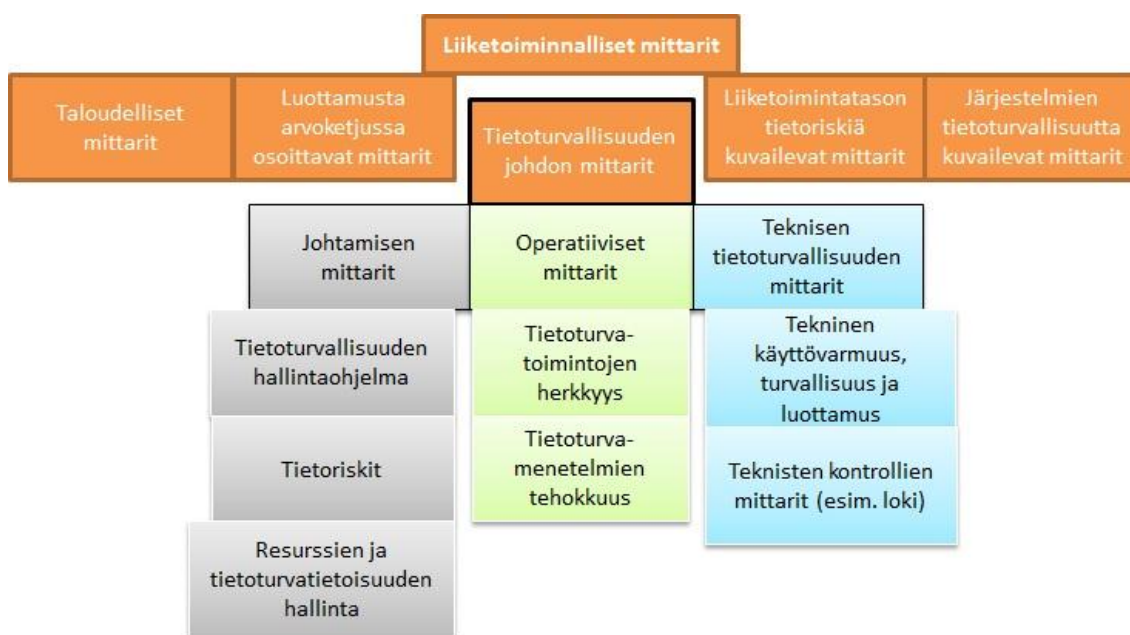 Liiketoiminnalliset mittarit
Taloudelliset
mittarit
Luottamusta
arvoketjussa
osoittavat mittarit
Tietoturvallisuuden
johdon mittarit
Liiketoimintatason
tietoriskiä
kuvailevat mittarit
Järjestelmien
tietoturvallisuutta
kuvailevat mittarit
Johtamisen
mittarit
Operatiiviset
mittarit
Teknisen
tietoturvallisuuden
mittarit
Tietoturvallisuuden
hallintaohjelma
Tietoturva-
toimintojen
herkkyys
Tekninen
käyttövarmuus,
turvallisuus ja
luottamus
Tietoriskit
Tietoturva-
menetelmien
tehokkuus
Teknisten kontrollien
mittarit (esim. loki)
Resurssien ja
tietoturvatietoisuuden
hallinta